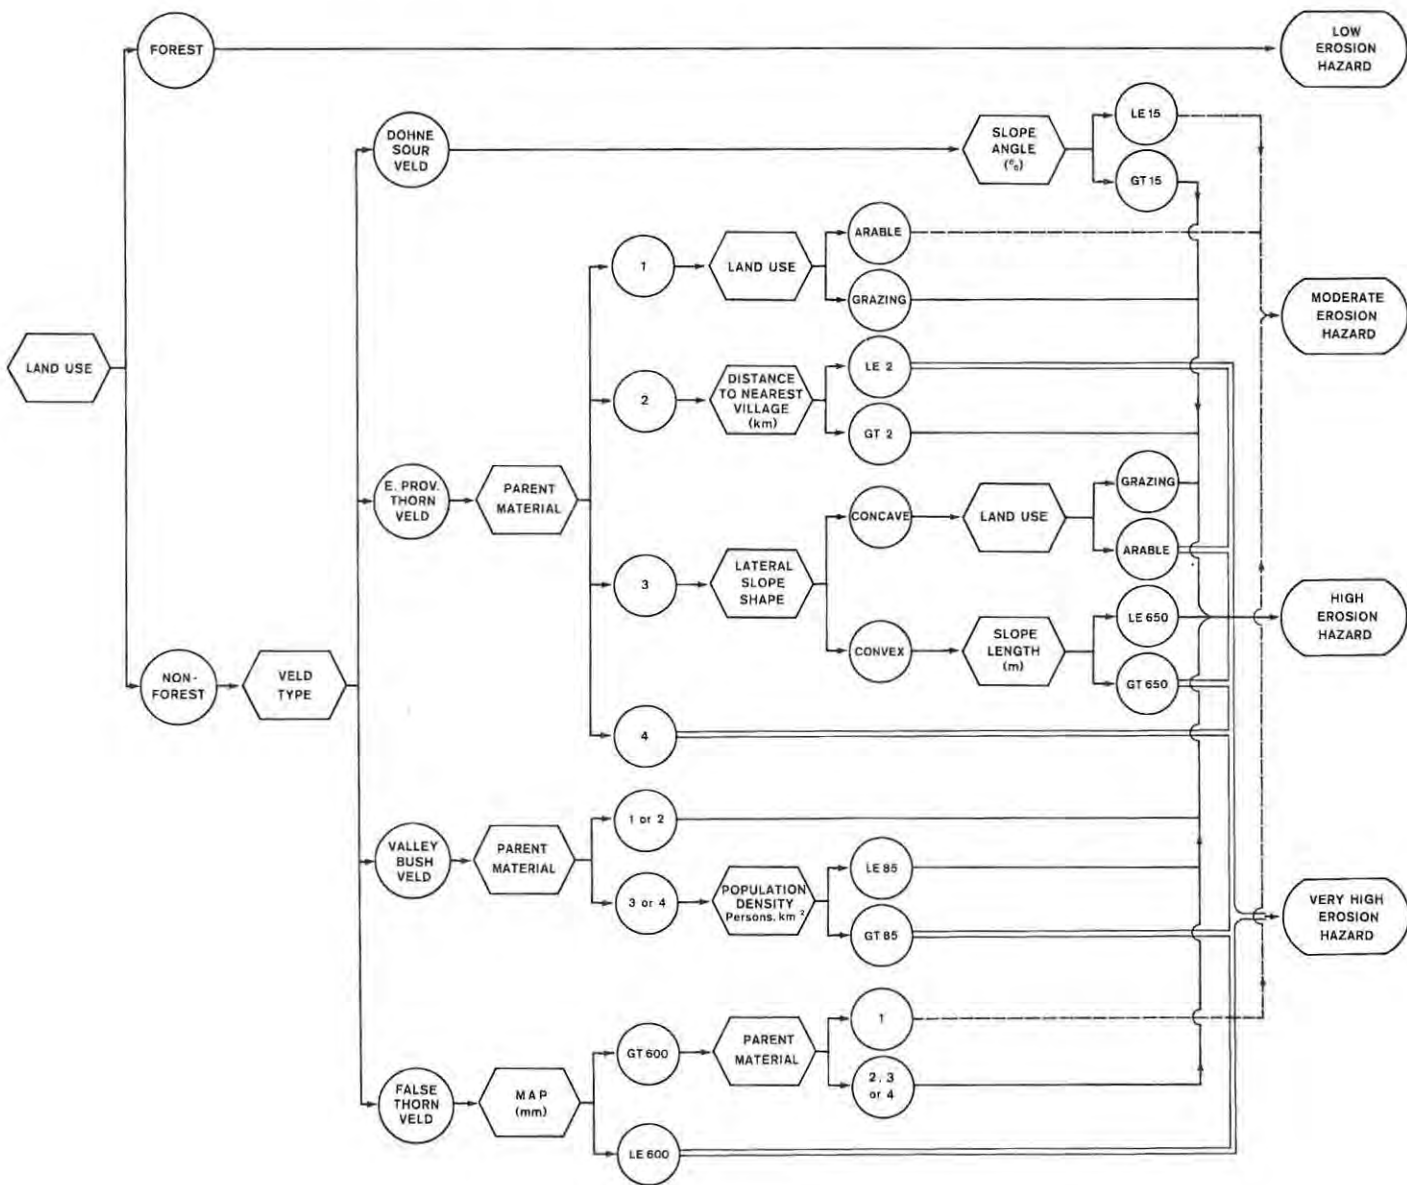 FOREST
LOW
EROSION
HAZARD
DOHNE
SOUR
VELD
SLOPE
ANGLE
LE 15
GT 15
1
LAND USE
ARABLE
GRAZING
MODERATE
EROSION
HAZARD
LAND USE
2
DISTANCE
TO NEAREST
VILLAGE
(km)
LE 2
GT 2
E. PROV.
THORN
VELD
PARENT
MATERIAL
CONCAVE
LAND USE
GRAZING
ARABLE
3
LATERAL
SLOPE
SHAPE
CONVEX
SLOPE
LENGTH
(m)
LE 650
GT 650
HIGH
EROSION
HAZARD
NON-
FOREST
VELD
TYPE
4
1 or 2
VALLEY
BUSH
VELD
PARENT
MATERIAL
3 or 4
POPULATION
DENSITY
Persons. km⁻²
LE 85
GT 85
VERY HIGH
EROSION
HAZARD
GT 600
PARENT
MATERIAL
1
2, 3
or 4
FALSE
THORN
VELD
MAP
(mm)
LE 600